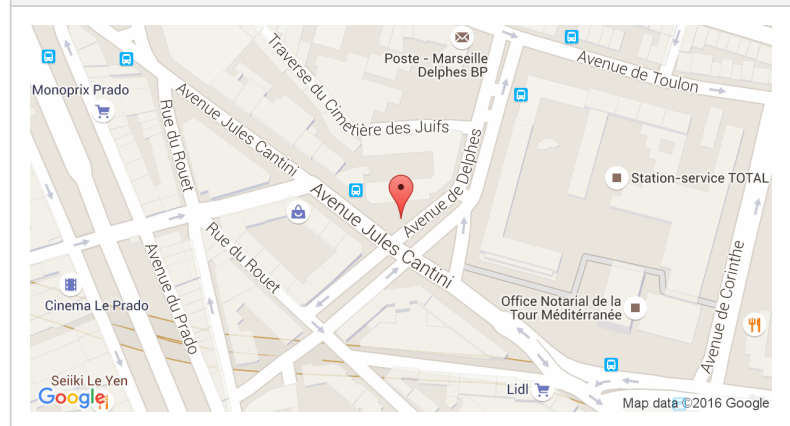 Poste - Marseille
Delphes BP
Avenue de Toulon
Monoprix Prado
Traverse du Cimetière des Juifs
Avenue Jules Cantini
Rue du Rouet
Avenue de Delphes
Station-service TOTAL
Avenue Jules Cantini
Rue du Rouet
Avenue du Prado
Avenue de Corinthe
Cinema Le Prado
Office Notarial de la
Tour Méditérranée
Seiiki Le Yen
Lidl
Google
Map data ©2016 Google